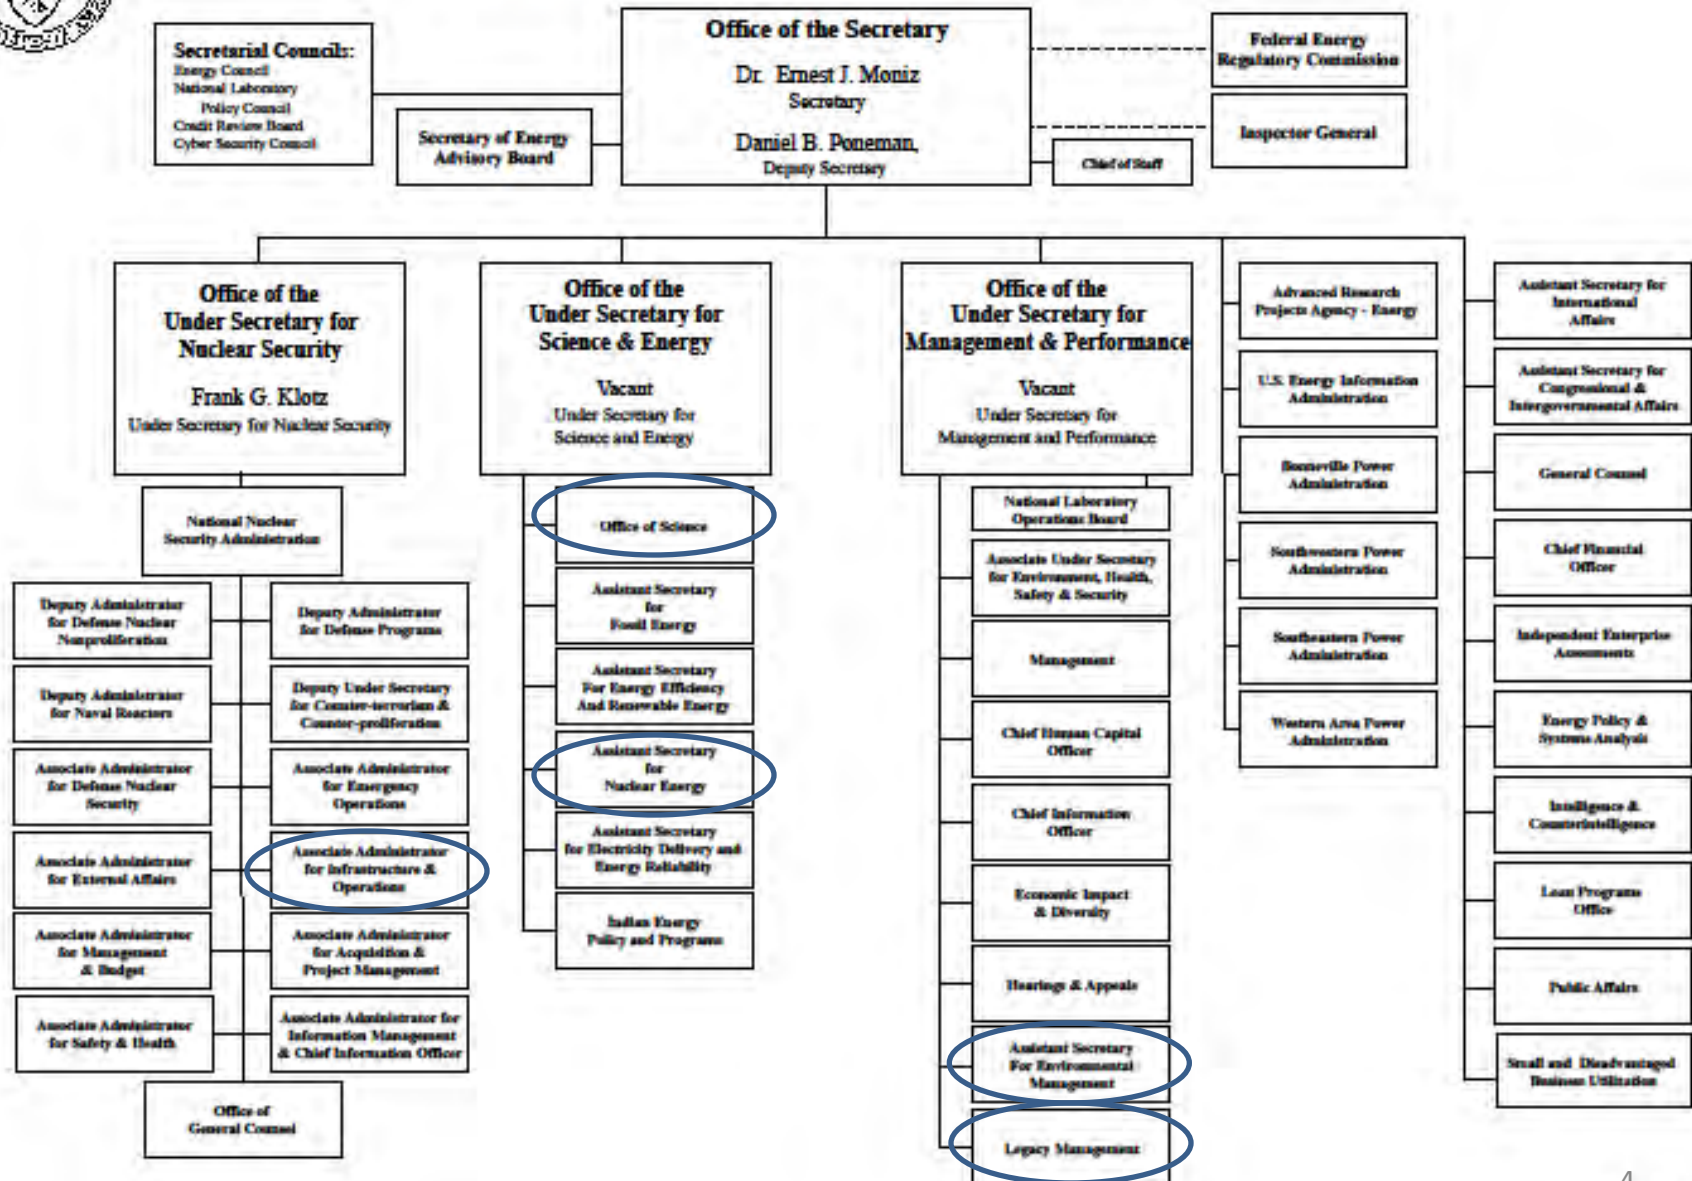 Secretarial Councils:
Energy Council
National Laboratory
Policy Council
Credit Review Board
Cyber Security Council
Secretary of Energy
Advisory Board
Office of the Secretary
Dr. Ernest J. Moniz
Secretary
Daniel B. Poneman,
Deputy Secretary
Chief of Staff
Federal Energy
Regulatory Commission
Inspector General
Office of the
Under Secretary for
Nuclear Security
Frank G. Klotz
Under Secretary for Nuclear Security
National Nuclear
Security Administration
Deputy Administrator
for Defense Nuclear
Nonproliferation
Deputy Administrator
for Defense Programs
Deputy Administrator
for Naval Reactors
Deputy Under Secretary
for Counter-terrorism &
Counter-proliferation
Associate Administrator
for Defense Nuclear
Security
Associate Administrator
for Emergency
Operations
Associate Administrator
for External Affairs
Associate Administrator
for Infrastructure &
Operations
Associate Administrator
for Management
& Budget
Associate Administrator
for Acquisition &
Project Management
Associate Administrator
for Safety & Health
Associate Administrator for
Information Management
& Chief Information Officer
Office of
General Counsel
Office of the
Under Secretary for
Science & Energy
Vacant
Under Secretary for
Science and Energy
Office of Science
Assistant Secretary
for
Fossil Energy
Assistant Secretary
For Energy Efficiency
And Renewable Energy
Assistant Secretary
for
Nuclear Energy
Assistant Secretary
for Electricity Delivery and
Energy Reliability
Indian Energy
Policy and Programs
Office of the
Under Secretary for
Management & Performance
Vacant
Under Secretary for
Management and Performance
National Laboratory
Operations Board
Associate Under Secretary
for Environment, Health,
Safety & Security
Management
Chief Human Capital
Officer
Chief Information
Officer
Economic Impact
& Diversity
Hearings & Appeals
Assistant Secretary
For Environmental
Management
Legacy Management
Advanced Research
Projects Agency - Energy
U.S. Energy Information
Administration
Bonneville Power
Administration
Southwestern Power
Administration
Southeastern Power
Administration
Western Area Power
Administration
Assistant Secretary for
International
Affairs
Assistant Secretary for
Congressional &
Intergovernmental Affairs
General Counsel
Chief Financial
Officer
Independent Enterprise
Assessments
Energy Policy &
Systems Analysis
Intelligence &
Counterintelligence
Loan Programs
Office
Public Affairs
Small and Disadvantaged
Business Utilization